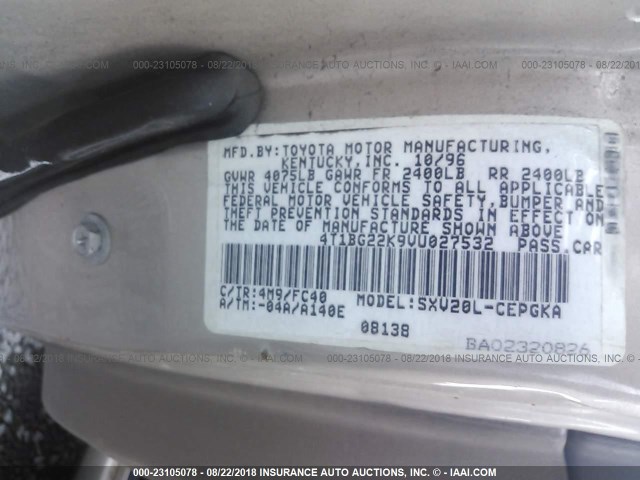 000-23105078 - 08/22/2018 INSURANCE AUTO AUCTIONS, INC. - IAAI.COM
MFD.BY:TOYOTA MOTOR MANUFACTURING,
KENTUCKY,INC. 10/96
GVWR 4075LB GAWR FR 2400LB RR 2400LB
THIS VEHICLE CONFORMS TO ALL APPLICABLE
FEDERAL MOTOR VEHICLE SAFETY,BUMPER AND
THEFT PREVENTION STANDARDS IN EFFECT ON
THE DATE OF MANUFACTURE SHOWN ABOVE.
4T1BG22K9VU027532 PASS.CAR
C/TR:4M9/FC40 MODEL:SXV20L-CEPGKA
A/TM:-04A/A140E
08138
BA02320826
000-23105078 - 08/22/2018 INSURANCE AUTO AUCTIONS, INC. - IAAI.COM